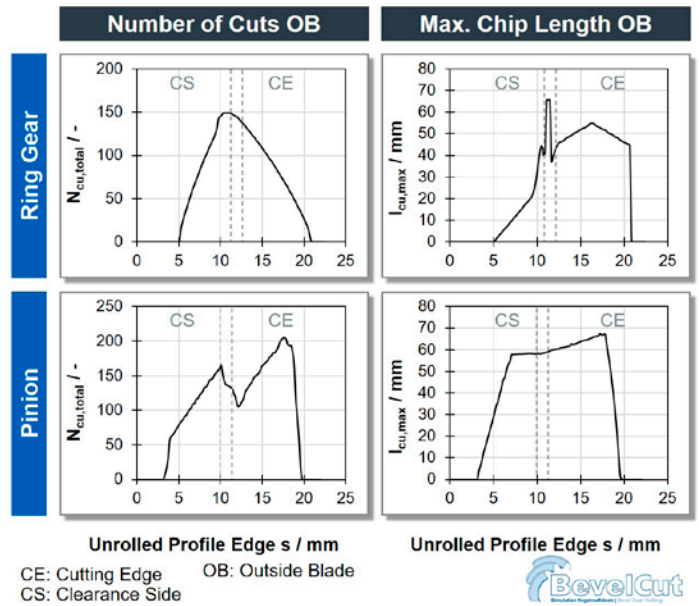 Number of Cuts OB
Max. Chip Length OB
Ring Gear
N_cu,total / -
200
150
100
50
0
CS
CE
0 5 10 15 20 25
l_cu,max / mm
80
70
60
50
40
30
20
10
0
CS
CE
0 5 10 15 20 25
Pinion
N_cu,total / -
250
200
150
100
50
0
CS
CE
0 5 10 15 20 25
l_cu,max / mm
80
70
60
50
40
30
20
10
0
CS
CE
0 5 10 15 20 25
Unrolled Profile Edge s / mm
Unrolled Profile Edge s / mm
CE: Cutting Edge
OB: Outside Blade
CS: Clearance Side
BevelCut
Simulation Kegelradfräsen | Bevel Gear Cutting